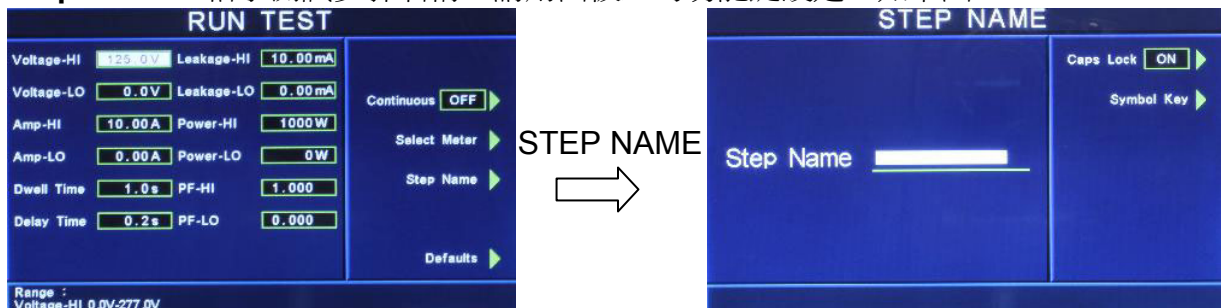 RUN TEST
Voltage-HI 125.0V Leakage-HI 10.00mA
Voltage-LO 0.0V Leakage-LO 0.00mA
Amp-HI 10.00A Power-HI 1000W
Amp-LO 0.00A Power-LO 0W
Dwell Time 1.0s PF-HI 1.000
Delay Time 0.2s PF-LO 0.000
Continuous OFF
Select Meter
Step Name
Defaults
Range :
Voltage-HI 0.0V-277.0V
STEP NAME
STEP NAME
Caps Lock ON
Symbol Key
Step Name